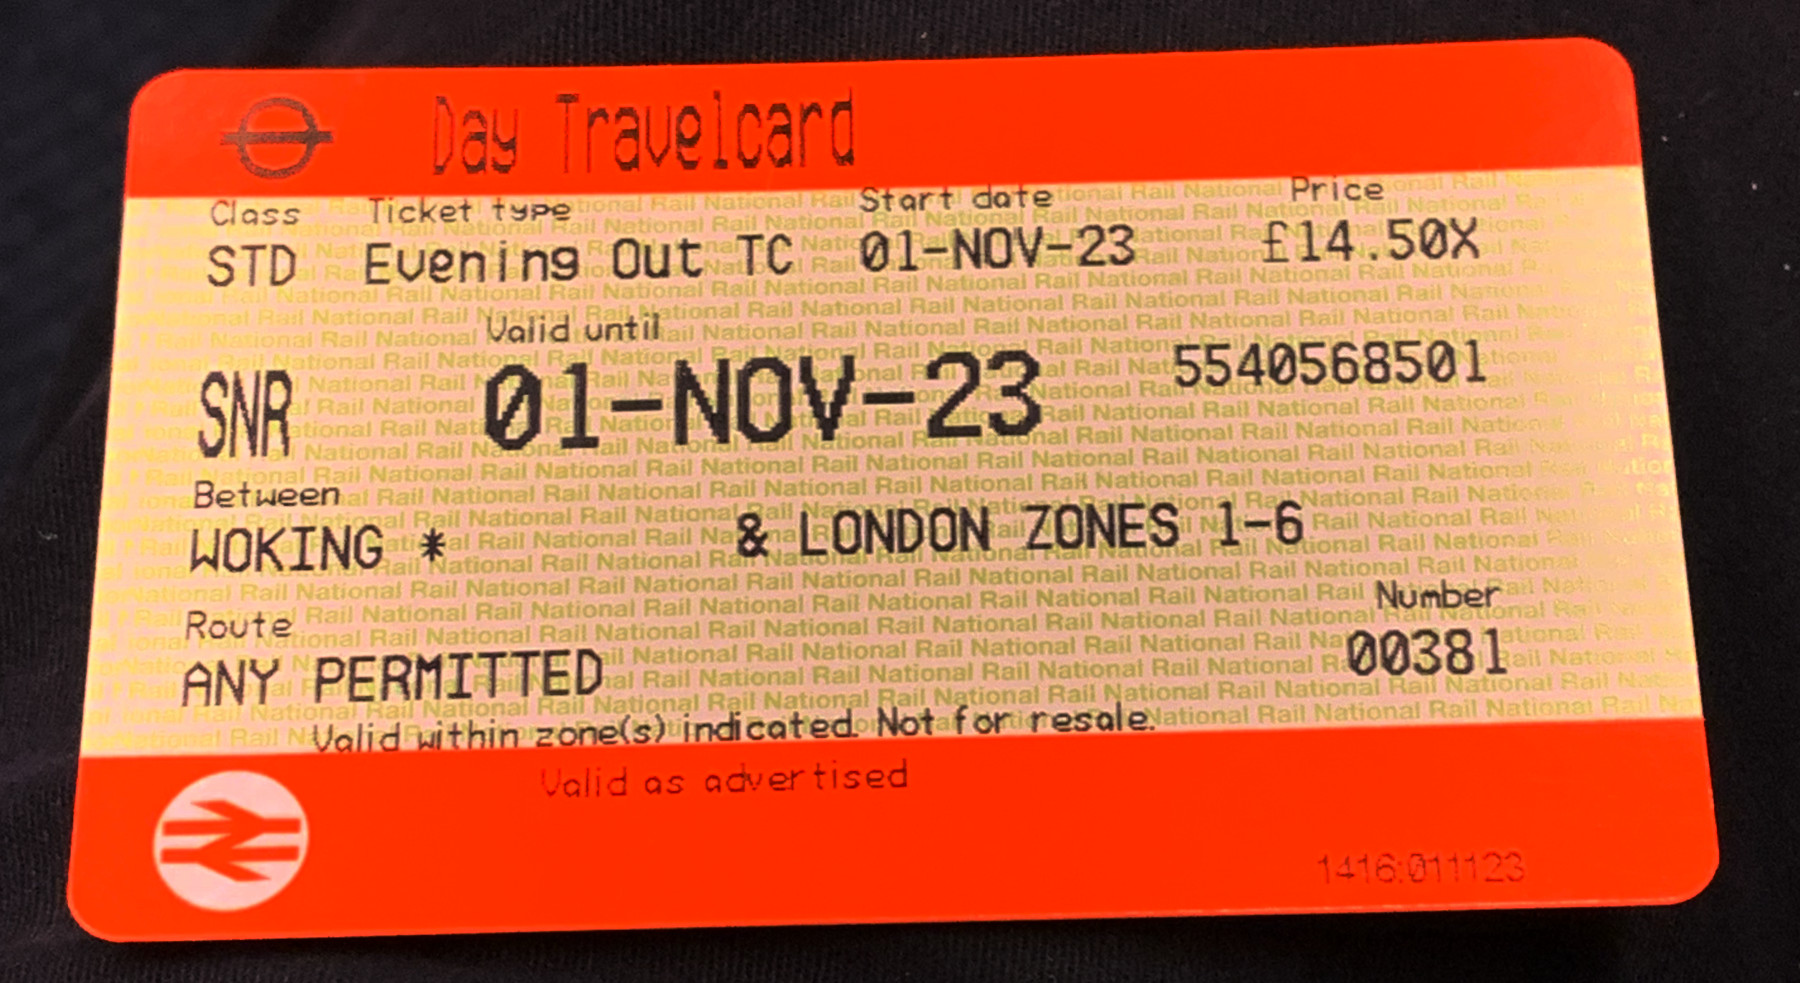 Day Travelcard
Class Ticket type Start date Price
STD Evening Out TC 01-NOV-23 £14.50X
Valid until
SNR 01-NOV-23 5540568501
Between
WOKING * & LONDON ZONES 1-6
Route Number
ANY PERMITTED 00381
Valid within zone(s) indicated. Not for resale.
Valid as advertised
1416:011123